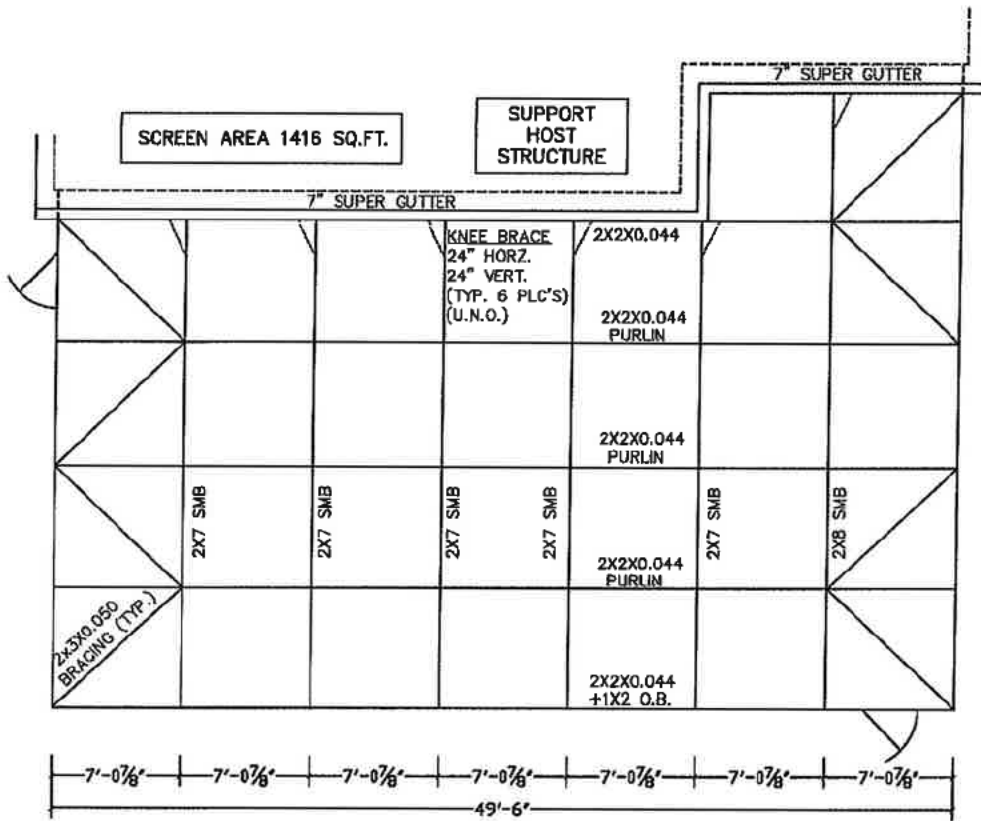 7" SUPER GUTTER
SCREEN AREA 1416 SQ.FT.
SUPPORT
HOST
STRUCTURE
7" SUPER GUTTER
KNEE BRACE
24" HORZ.
24" VERT.
(TYP. 6 PLC'S)
(U.N.O.)
2X2X0.044
2X2X0.044
PURLIN
2X2X0.044
PURLIN
2X7 SMB
2X7 SMB
2X7 SMB
2X7 SMB
2X7 SMB
2X8 SMB
2X2X0.044
PURLIN
2x3X0.050
BRACING (TYP.)
2X2X0.044
+1X2 O.B.
7'-0⅞" 7'-0⅞" 7'-0⅞" 7'-0⅞" 7'-0⅞" 7'-0⅞" 7'-0⅞"
49'-6"